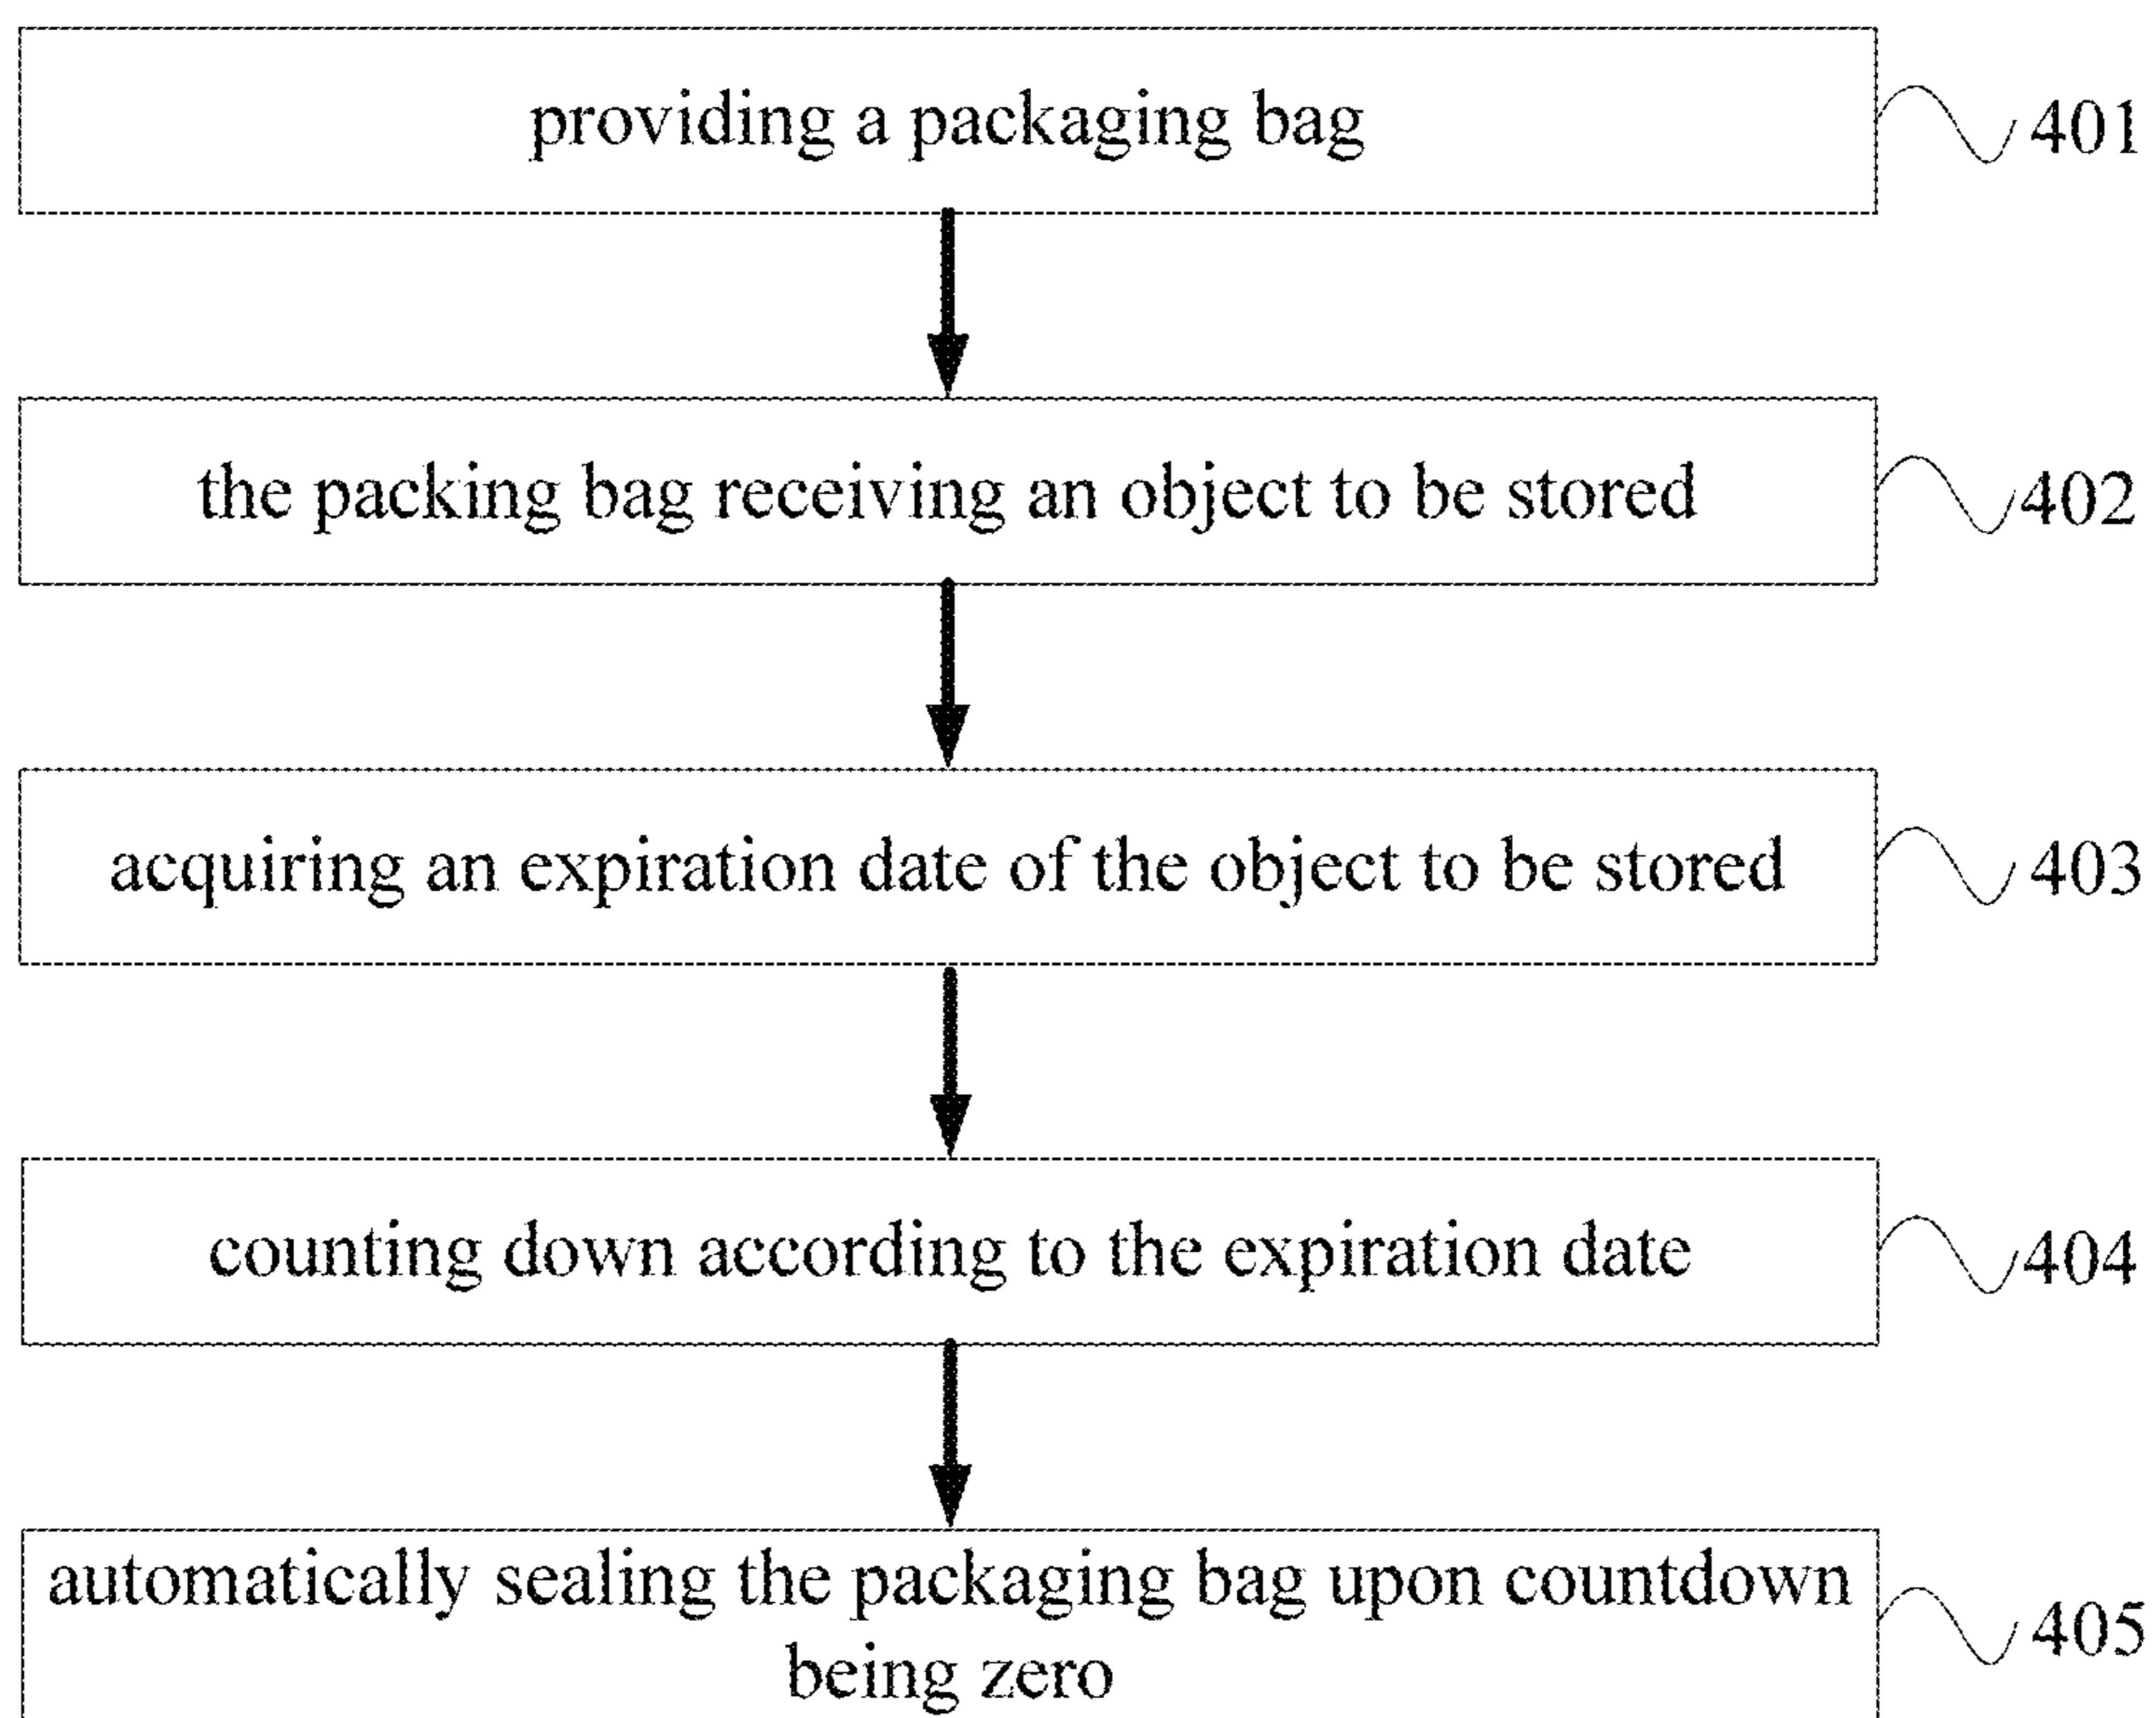 providing a packaging bag
401
the packing bag receiving an object to be stored
402
acquiring an expiration date of the object to be stored
403
counting down according to the expiration date
404
automatically sealing the packaging bag upon countdown
being zero
405